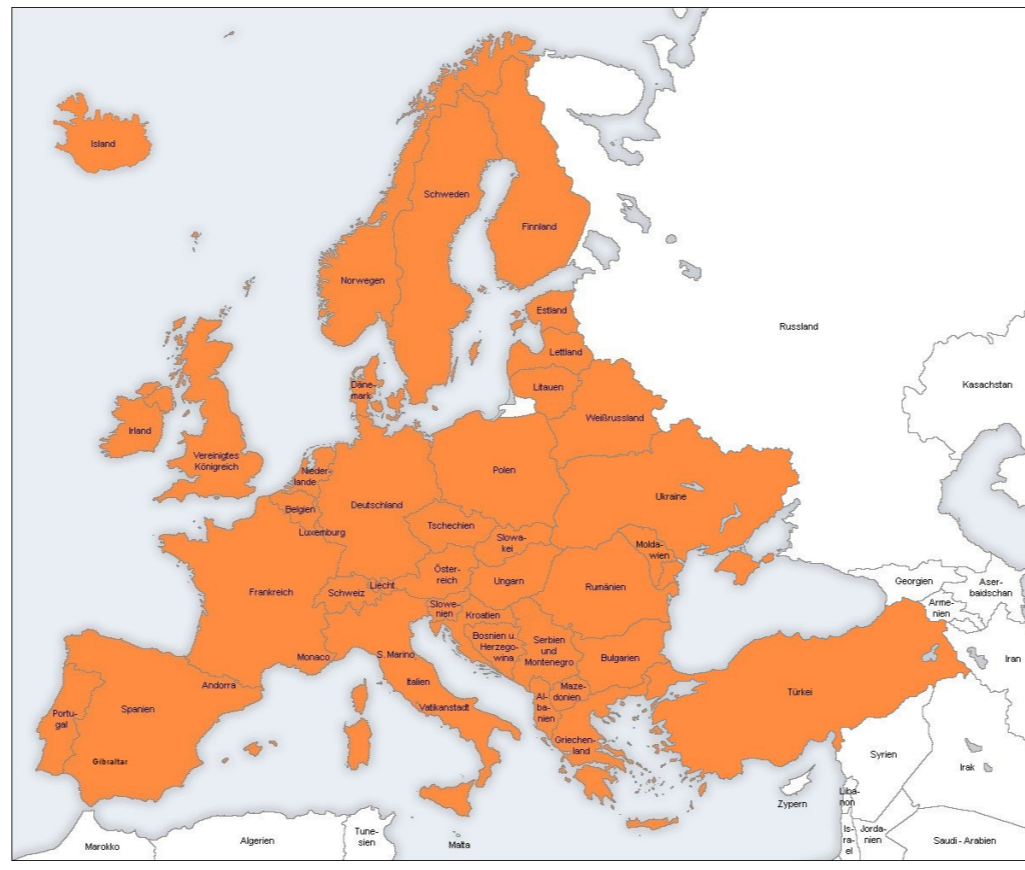 Island
Schweden
Finnland
Norwegen
Estland
Russland
Lettland
Kasachstan
Litauen
Däne-
mark
Weißrussland
Irland
Vereinigtes
Königreich
Nieder-
lande
Polen
Ukraine
Deutschland
Belgien
Tschechien
Luxemburg
Slowa-
kei
Molda-
wien
Öster-
reich
Liecht
Ungarn
Rumänien
Georgien
Aser-
baidschan
Frankreich
Schweiz
Slowe-
nien
Kroatien
Arme-
nien
Bosnien u.
Herzego-
wina
Serbien
und
Montenegro
Monaco
S. Marino
Bulgarien
Iran
Andorra
Italien
Maze-
donien
Türkei
Portu-
gal
Spanien
Vatikanstadt
Al-
ba-
nien
Griechen-
land
Gibraltar
Syrien
Irak
Zypern
Liba-
non
Marokko
Algerien
Tune-
sien
Malta
Is-
ra-
el
Jorda-
nien
Saudi-Arabien